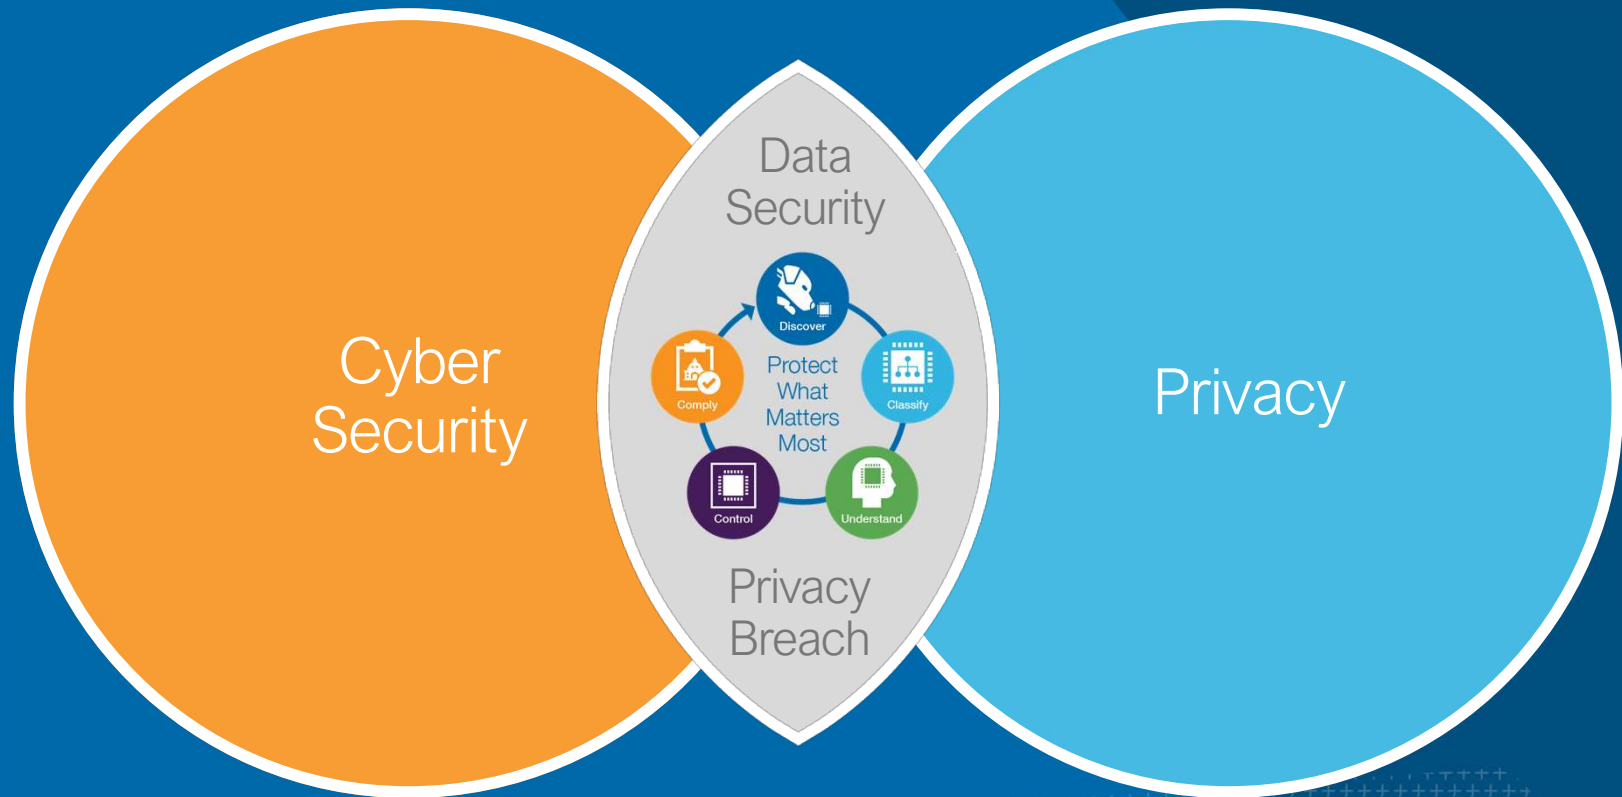 Cyber
Security
Data
Security
Discover
Classify
Understand
Control
Comply
Protect
What
Matters
Most
Privacy
Breach
Privacy